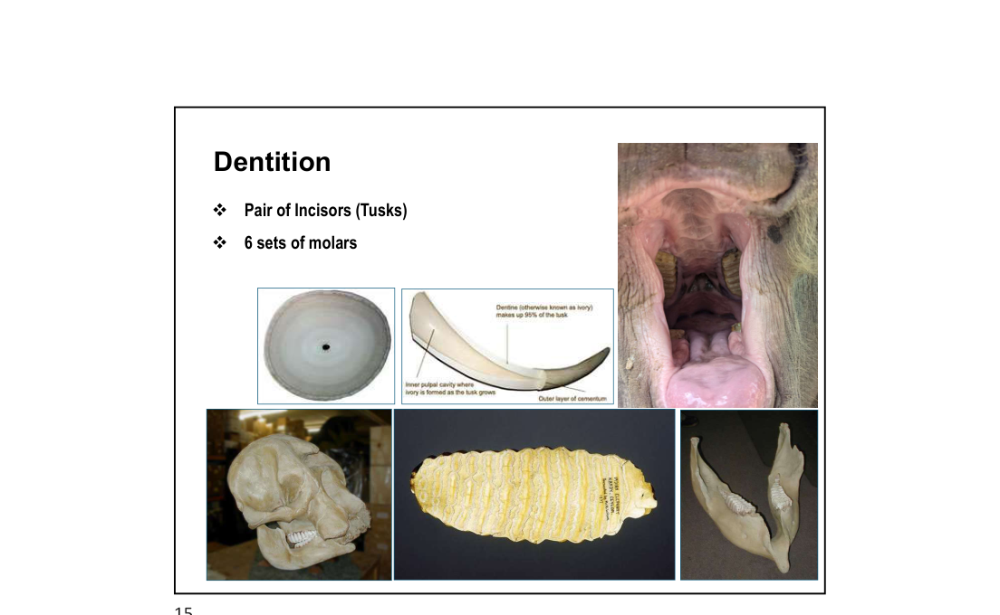 Dentition
❖ Pair of Incisors (Tusks)
❖ 6 sets of molars
Dentine (otherwise known as ivory)
makes up 95% of the tusk
Inner pulpal cavity where
ivory is formed as the tusk grows
Outer layer of cementum
15